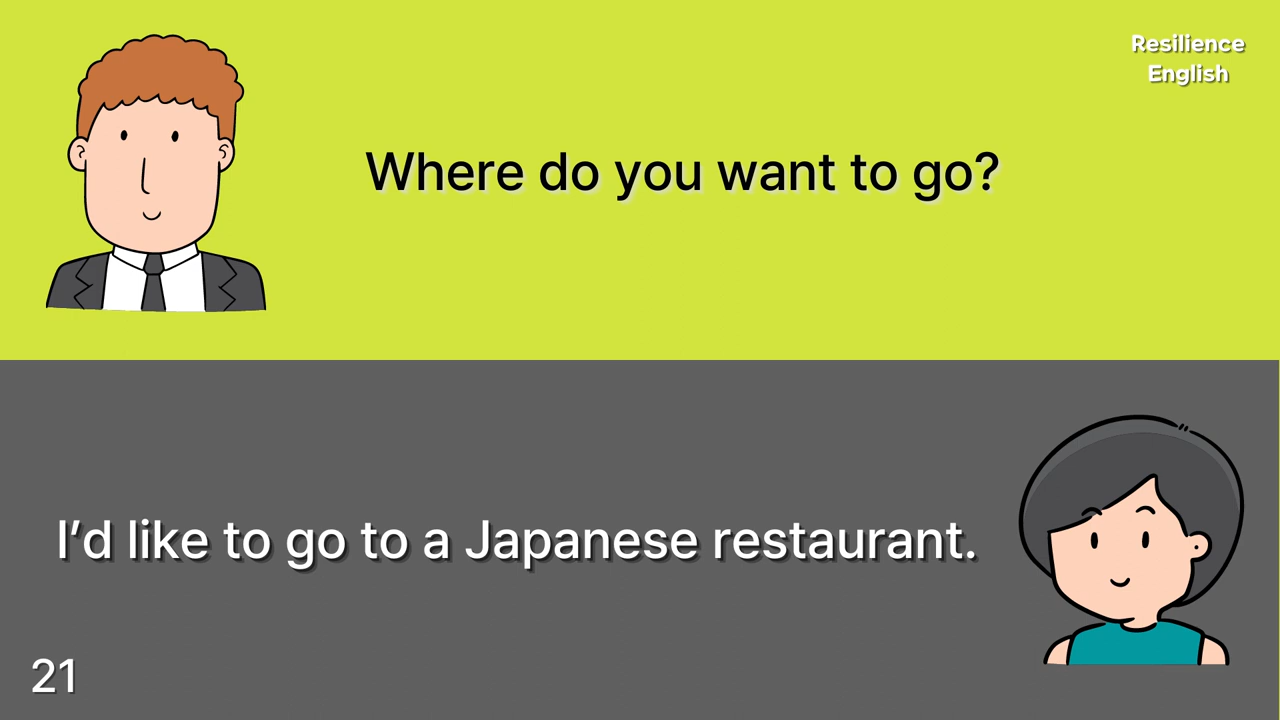 Resilience
English
Where do you want to go?
I’d like to go to a Japanese restaurant.
21